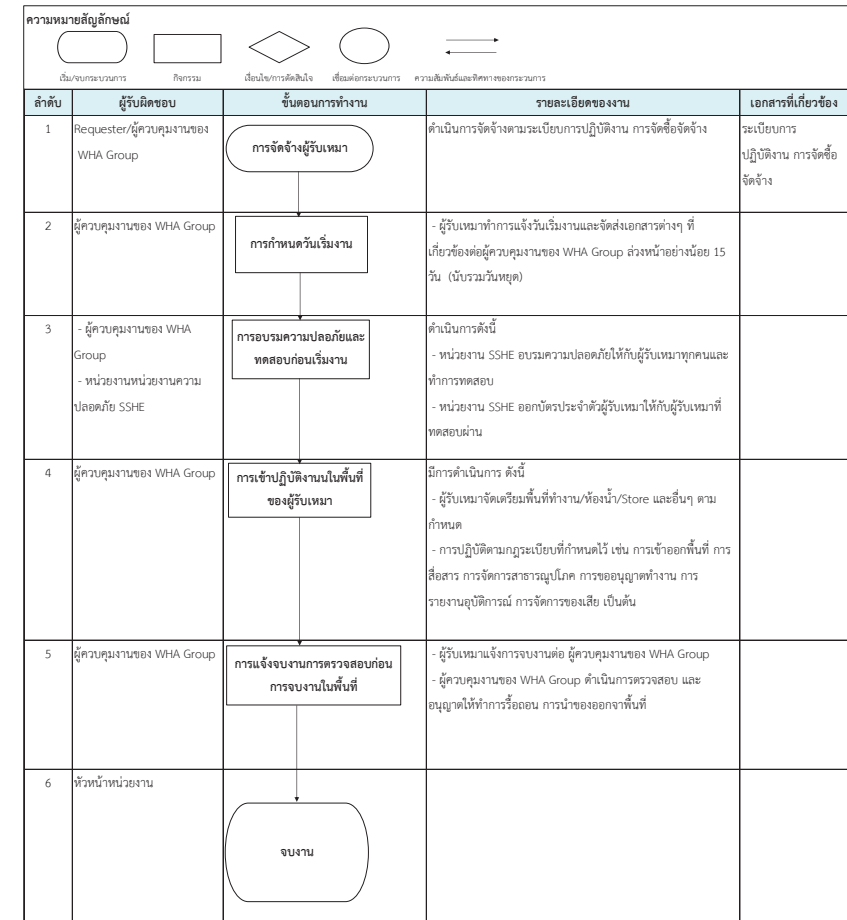 ความหมายสัญลักษณ์
เริ่ม/จบกระบวนการ กิจกรรม เงื่อนไข/การตัดสินใจ เชื่อมต่อกระบวนการ ความสัมพันธ์และทิศทางของกระวนการ
ลำดับ ผู้รับผิดชอบ ขั้นตอนการทำงาน รายละเอียดของงาน เอกสารที่เกี่ยวข้อง
1
Requester/ผู้ควบคุมงานของ
WHA Group
การจัดจ้างผู้รับเหมา
ดำเนินการจัดจ้างตามระเบียบการปฏิบัติงาน การจัดซื้อจัดจ้าง
ระเบียบการ
ปฏิบัติงาน การจัดซื้อ
จัดจ้าง
2
ผู้ควบคุมงานของ WHA Group
การกำหนดวันเริ่มงาน
- ผู้รับเหมาทำการแจ้งวันเริ่มงานและจัดส่งเอกสารต่างๆ ที่
เกี่ยวข้องต่อผู้ควบคุมงานของ WHA Group ล่วงหน้าอย่างน้อย 15
วัน (นับรวมวันหยุด)
3
- ผู้ควบคุมงานของ WHA
Group
- หน่วยงานหน่วยงานความ
ปลอดภัย SSHE
การอบรมความปลอภัยและ
ทดสอบก่อนเริ่มงาน
ดำเนินการดังนี้
- หน่วยงาน SSHE อบรมความปลอดภัยให้กับผู้รับเหมาทุกคนและ
ทำการทดสอบ
- หน่วยงาน SSHE ออกบัตรประจำตัวผู้รับเหมาให้กับผู้รับเหมาที่
ทดสอบผ่าน
4
ผู้ควบคุมงานของ WHA Group
การเข้าปฏิบัติงานนในพื้นที่
ของผู้รับเหมา
มีการดำเนินการ ดังนี้
- ผู้รับเหมาจัดเตรียมพื้นที่ทำงาน/ห้องน้ำ/Store และอื่นๆ ตาม
กำหนด
- การปฏิบัติตามกฎระเบียบที่กำหนดไว้ เช่น การเข้าออกพื้นที่ การ
สื่อสาร การจัดการสาธารณูปโภค การขออนุญาตทำงาน การ
รายงานอุบัติการณ์ การจัดการของเสีย เป็นต้น
5
ผู้ควบคุมงานของ WHA Group
การแจ้งจบงานการตรวจสอบก่อน
การจบงานในพื้นที่
- ผู้รับเหมาแจ้งการจบงานต่อ ผู้ควบคุมงานของ WHA Group
- ผู้ควบคุมงานของ WHA Group ดำเนินการตรวจสอบ และ
อนุญาตให้ทำการรื้อถอน การนำของออกจาพื้นที่
6
หัวหน้าหน่วยงาน
จบงาน